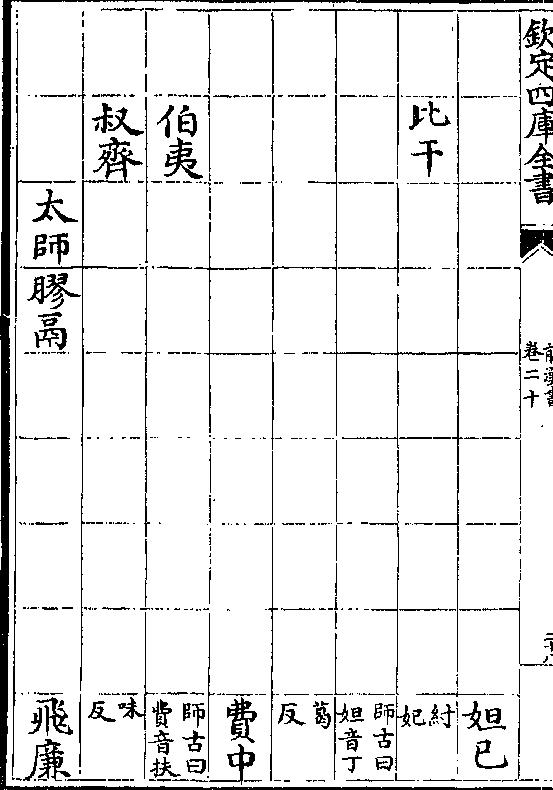 欽定四庫全書
前漢書
卷二十
妲己
比干
紂
妃
師古曰
妲音丁
葛
反
費中
伯夷
師古曰
費音扶
叔齊
味
反
太師膠鬲
飛廉